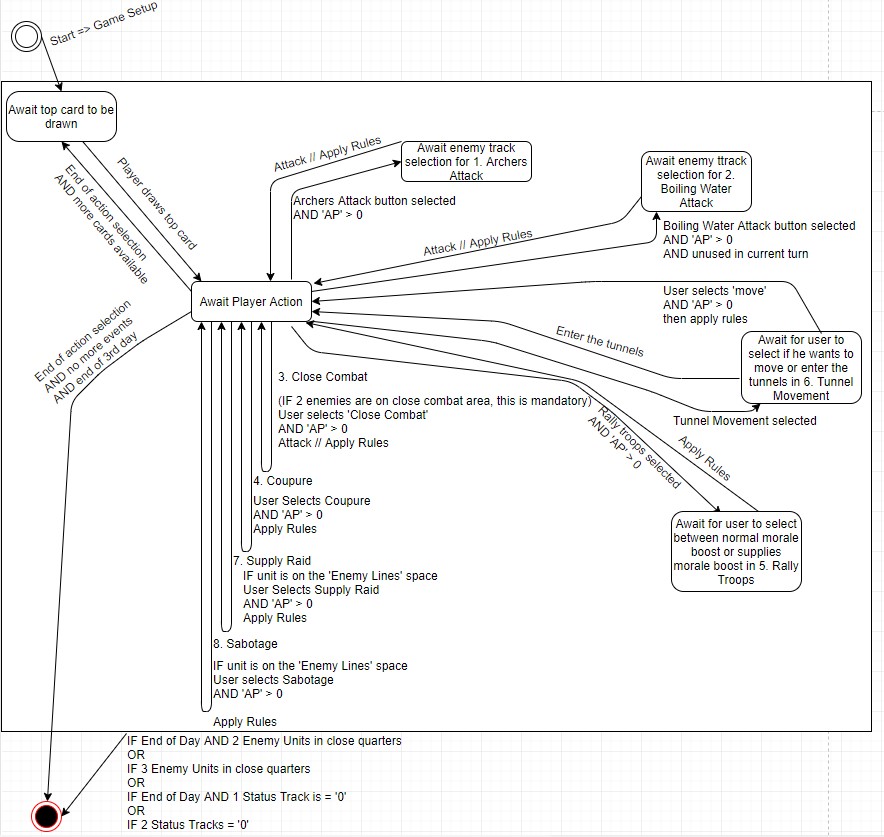 Start => Game Setup
Await top card to be
drawn
Player draws top card
End of action selection
AND more cards available
Attack // Apply Rules
Await enemy track
selection for 1. Archers
Attack
Archers Attack button selected
AND 'AP' > 0
Await enemy ttrack
selection for 2.
Boiling Water
Attack
Attack // Apply Rules
Boiling Water Attack button selected
AND 'AP' > 0
AND unused in current turn
Await Player Action
User selects 'move'
AND 'AP' > 0
then apply rules
Enter the tunnels
Await for user to
select if he wants to
move or enter the
tunnels in 6. Tunnel
Movement
Tunnel Movement selected
End of action selection
AND no more events
AND end of 3rd day
3. Close Combat
(IF 2 enemies are on close combat area, this is mandatory)
User selects 'Close Combat'
AND 'AP' > 0
Attack // Apply Rules
Rally troops selected
AND 'AP' > 0
Apply Rules
Await for user to select
between normal morale
boost or supplies
morale boost in 5. Rally
Troops
4. Coupure
User Selects Coupure
AND 'AP' > 0
Apply Rules
7. Supply Raid
IF unit is on the 'Enemy Lines' space
User Selects Supply Raid
AND 'AP' > 0
Apply Rules
8. Sabotage
IF unit is on the 'Enemy Lines' space
User selects Sabotage
AND 'AP' > 0
Apply Rules
IF End of Day AND 2 Enemy Units in close quarters
OR
IF 3 Enemy Units in close quarters
OR
IF End of Day AND 1 Status Track is = '0'
OR
IF 2 Status Tracks = '0'